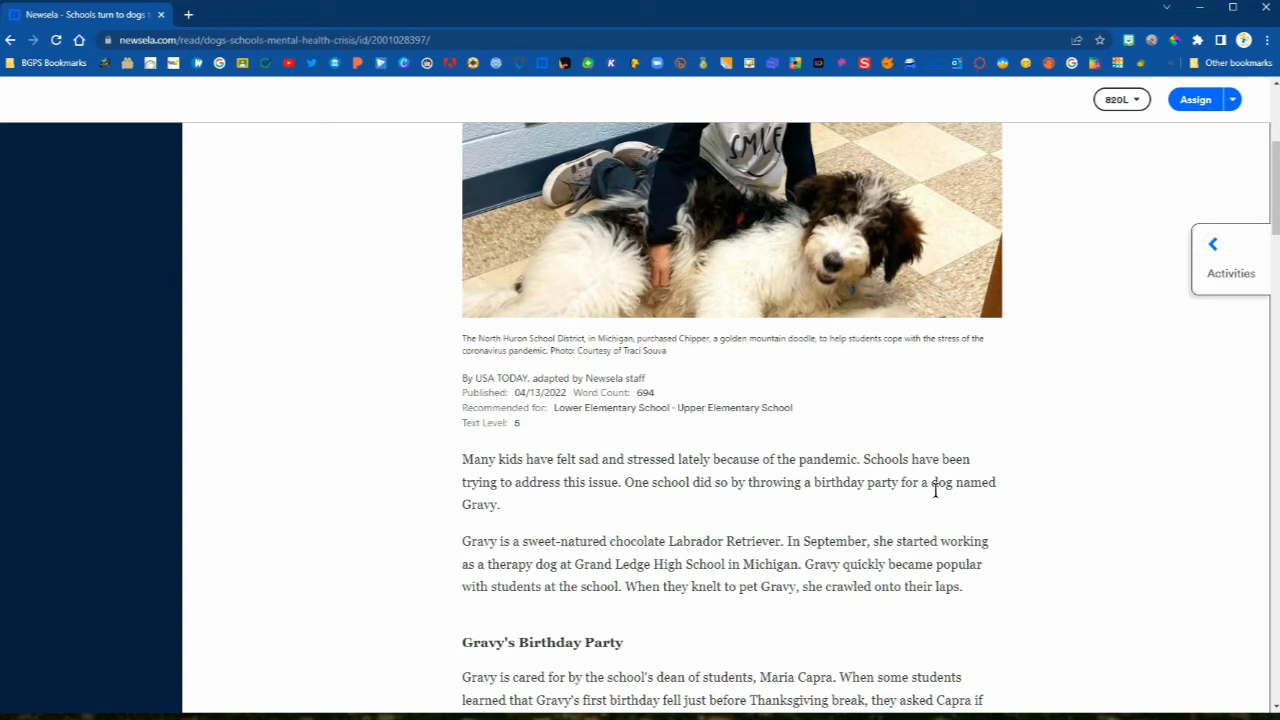 Newsela - Schools turn to dogs t
newsela.com/read/dogs-schools-mental-health-crisis/id/2001028397/
BGPS Bookmarks
Other bookmarks
820L
Assign
SMLE
Activities
The North Huron School District, in Michigan, purchased Chipper, a golden mountain doodle, to help students cope with the stress of the
coronavirus pandemic. Photo: Courtesy of Traci Souva
By USA TODAY, adapted by Newsela staff
Published: 04/13/2022 Word Count: 694
Recommended for: Lower Elementary School - Upper Elementary School
Text Level: 5
Many kids have felt sad and stressed lately because of the pandemic. Schools have been
trying to address this issue. One school did so by throwing a birthday party for a dog named
Gravy.
Gravy is a sweet-natured chocolate Labrador Retriever. In September, she started working
as a therapy dog at Grand Ledge High School in Michigan. Gravy quickly became popular
with students at the school. When they knelt to pet Gravy, she crawled onto their laps.
Gravy's Birthday Party
Gravy is cared for by the school's dean of students, Maria Capra. When some students
learned that Gravy's first birthday fell just before Thanksgiving break, they asked Capra if